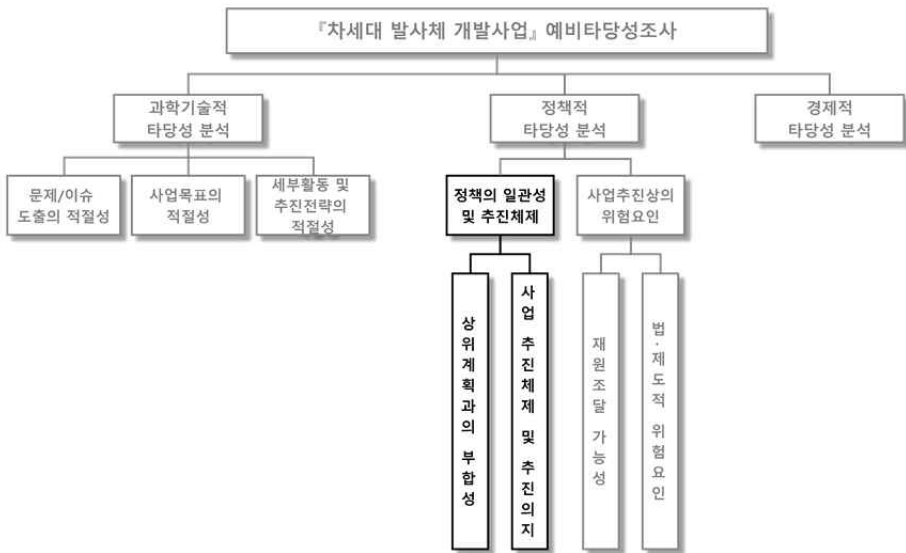 『차세대 발사체 개발사업』 예비타당성조사
과학기술적
타당성 분석
정책적
타당성 분석
경제적
타당성 분석
문제/이슈
도출의 적절성
사업목표의
적절성
세부활동 및
추진전략의
적절성
정책의 일관성
및 추진체제
사업추진상의
위험요인
상위계획과의 부합성
사업 추진체제 및 추진의지
재원조달 가능성
법·제도적 위험요인